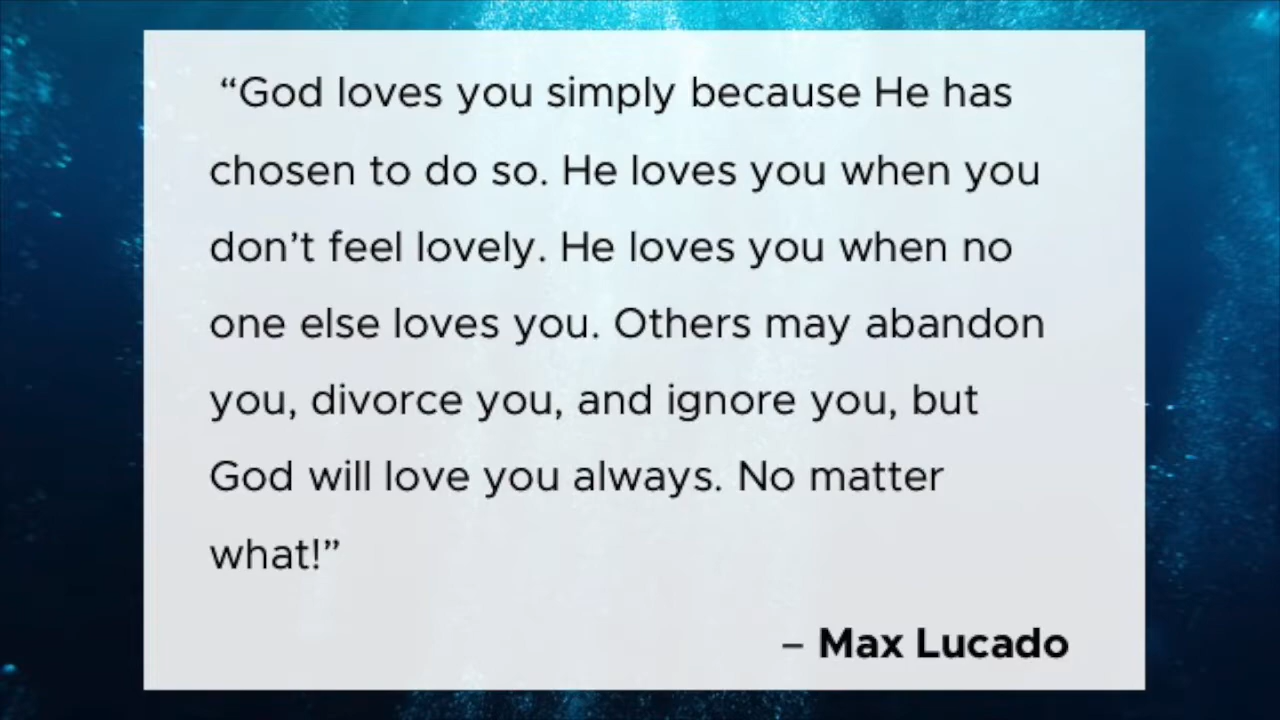 “God loves you simply because He has
chosen to do so. He loves you when you
don’t feel lovely. He loves you when no
one else loves you. Others may abandon
you, divorce you, and ignore you, but
God will love you always. No matter
what!”
– Max Lucado